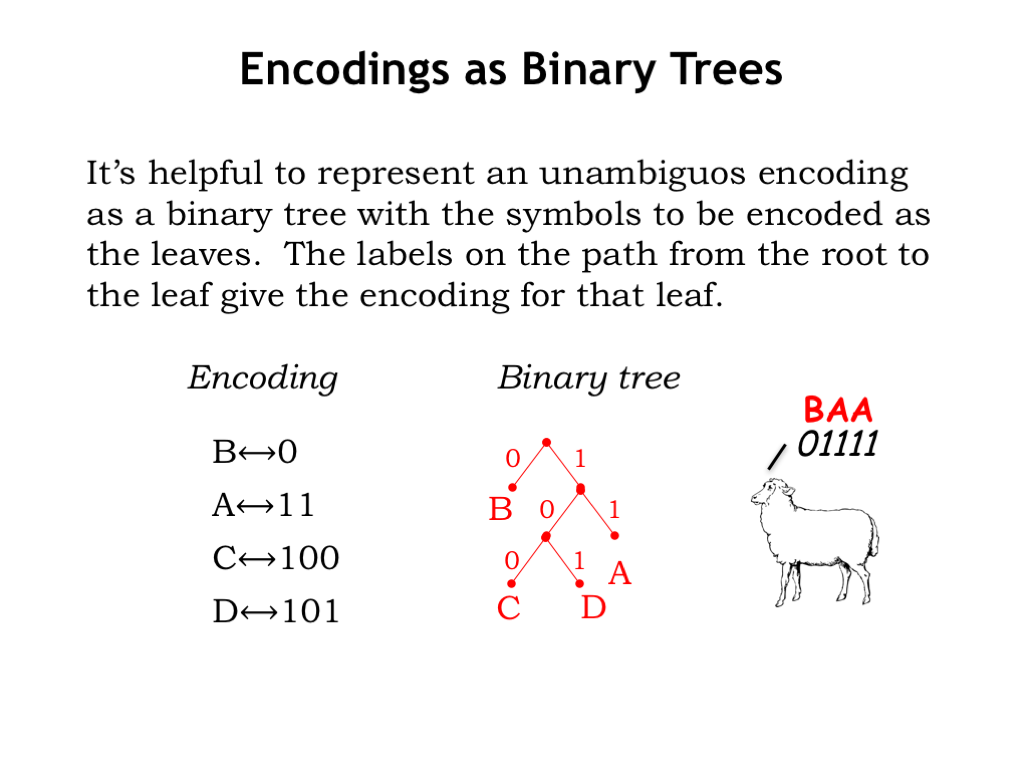 Encodings as Binary Trees
It’s helpful to represent an unambiguos encoding
as a binary tree with the symbols to be encoded as
the leaves.  The labels on the path from the root to
the leaf give the encoding for that leaf.
Encoding
B↔0
A↔11
C↔100
D↔101
Binary tree
0 1
B 0 1
0 1 A
C D
BAA
01111